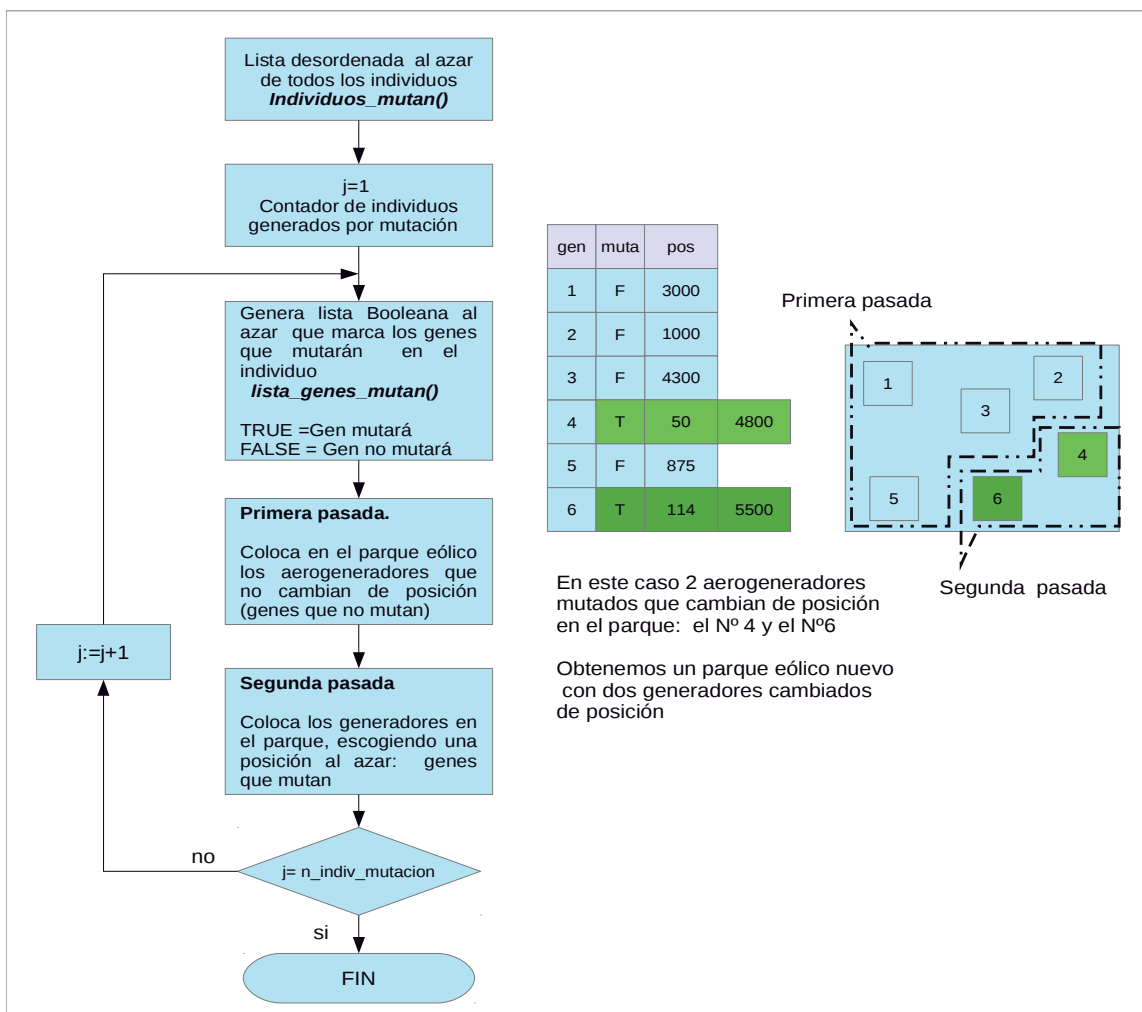 Lista desordenada al azar
de todos los individuos
Individuos_mutan()
j=1
Contador de individuos
generados por mutación
Genera lista Booleana al
azar que marca los genes
que mutarán en el
individuo
lista_genes_mutan()
TRUE =Gen mutará
FALSE = Gen no mutará
Primera pasada.
Coloca en el parque eólico
los aerogeneradores que
no cambian de posición
(genes que no mutan)
j:=j+1
Segunda pasada
Coloca los generadores en
el parque, escogiendo una
posición al azar: genes
que mutan
no
j= n_indiv_mutacion
si
FIN
gen muta pos
1 F 3000
2 F 1000
3 F 4300
4 T 50 4800
5 F 875
6 T 114 5500
Primera pasada
1
2
3
4
5
6
Segunda pasada
En este caso 2 aerogeneradores
mutados que cambian de posición
en el parque: el Nº 4 y el Nº6
Obtenemos un parque eólico nuevo
con dos generadores cambiados
de posición